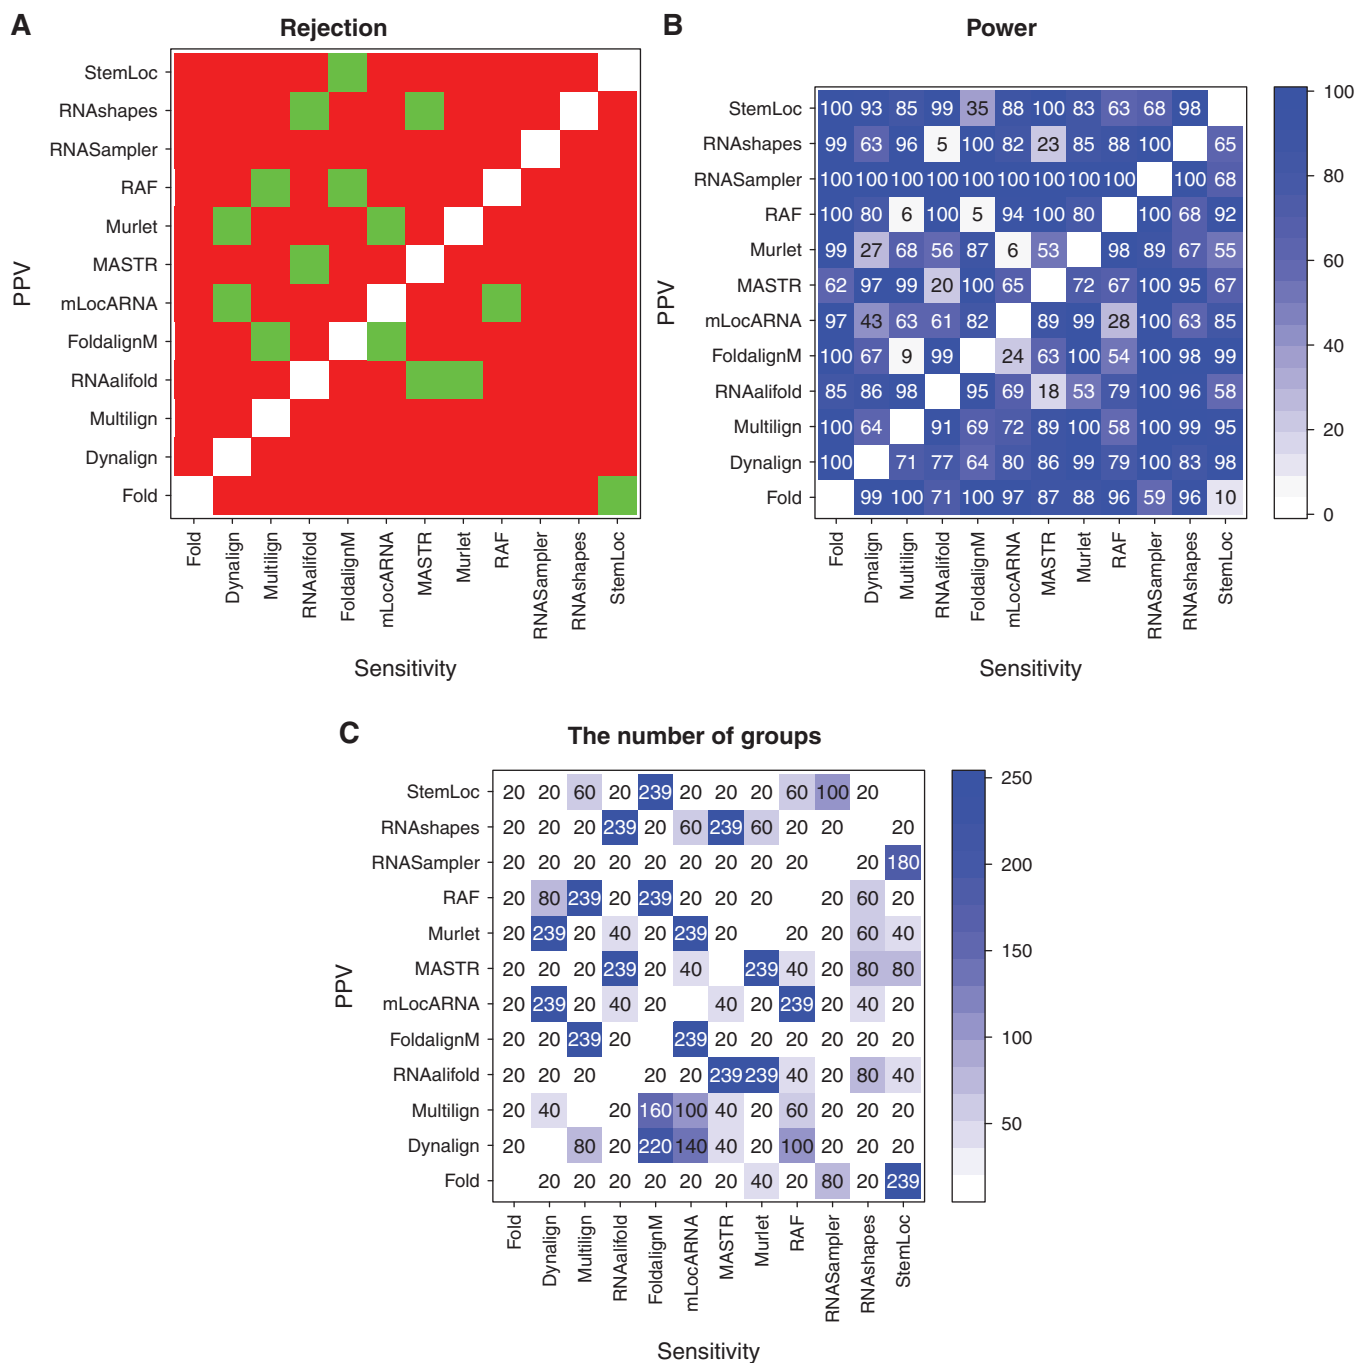 A
Rejection
StemLoc
RNAshapes
RNASampler
RAF
Murlet
MASTR
mLocARNA
FoldalignM
RNAalifold
Multilign
Dynalign
Fold
PPV
Fold
Dynalign
Multilign
RNAalifold
FoldalignM
mLocARNA
MASTR
Murlet
RAF
RNASampler
RNAshapes
StemLoc
Sensitivity
B
Power
StemLoc 100 93 85 99 35 88 100 83 63 68 98
RNAshapes 99 63 96 5 100 82 23 85 88 100 65
RNASampler 100 100 100 100 100 100 100 100 100 100 68
RAF 100 80 6 100 5 94 100 80 100 68 92
Murlet 99 27 68 56 87 6 53 98 89 67 55
MASTR 62 97 99 20 100 65 72 67 100 95 67
mLocARNA 97 43 63 61 82 89 99 28 100 63 85
FoldalignM 100 67 9 99 24 63 100 54 100 98 99
RNAalifold 85 86 98 95 69 18 53 79 100 96 58
Multilign 100 64 91 69 72 89 100 58 100 99 95
Dynalign 100 71 77 64 80 86 99 79 100 83 98
Fold 99 100 71 100 97 87 88 96 59 96 10
PPV
Fold
Dynalign
Multilign
RNAalifold
FoldalignM
mLocARNA
MASTR
Murlet
RAF
RNASampler
RNAshapes
StemLoc
Sensitivity
100
80
60
40
20
0
C
The number of groups
StemLoc 20 20 60 20 239 20 20 20 60 100 20
RNAshapes 20 20 20 239 20 60 239 60 20 20 20
RNASampler 20 20 20 20 20 20 20 20 20 20 180
RAF 20 80 239 20 239 20 20 20 20 60 20
Murlet 20 239 20 40 20 239 20 20 20 60 40
MASTR 20 20 20 239 20 40 239 40 20 80 80
mLocARNA 20 239 20 40 20 40 20 239 20 40 20
FoldalignM 20 20 239 20 239 20 20 20 20 20 20
RNAalifold 20 20 20 20 20 239 239 40 20 80 40
Multilign 20 40 20 160 100 40 20 60 20 20 20
Dynalign 20 80 20 220 140 40 20 100 20 20 20
Fold 20 20 20 20 20 20 40 20 80 20 239
PPV
Fold
Dynalign
Multilign
RNAalifold
FoldalignM
mLocARNA
MASTR
Murlet
RAF
RNASampler
RNAshapes
StemLoc
Sensitivity
250
200
150
100
50